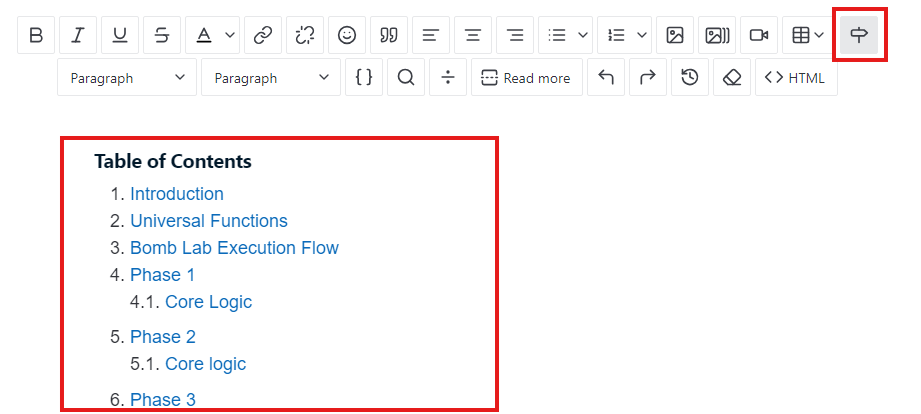 B I U S A
Paragraph Paragraph { } Read more <> HTML
Table of Contents
1. Introduction
2. Universal Functions
3. Bomb Lab Execution Flow
4. Phase 1
4.1. Core Logic
5. Phase 2
5.1. Core logic
6. Phase 3